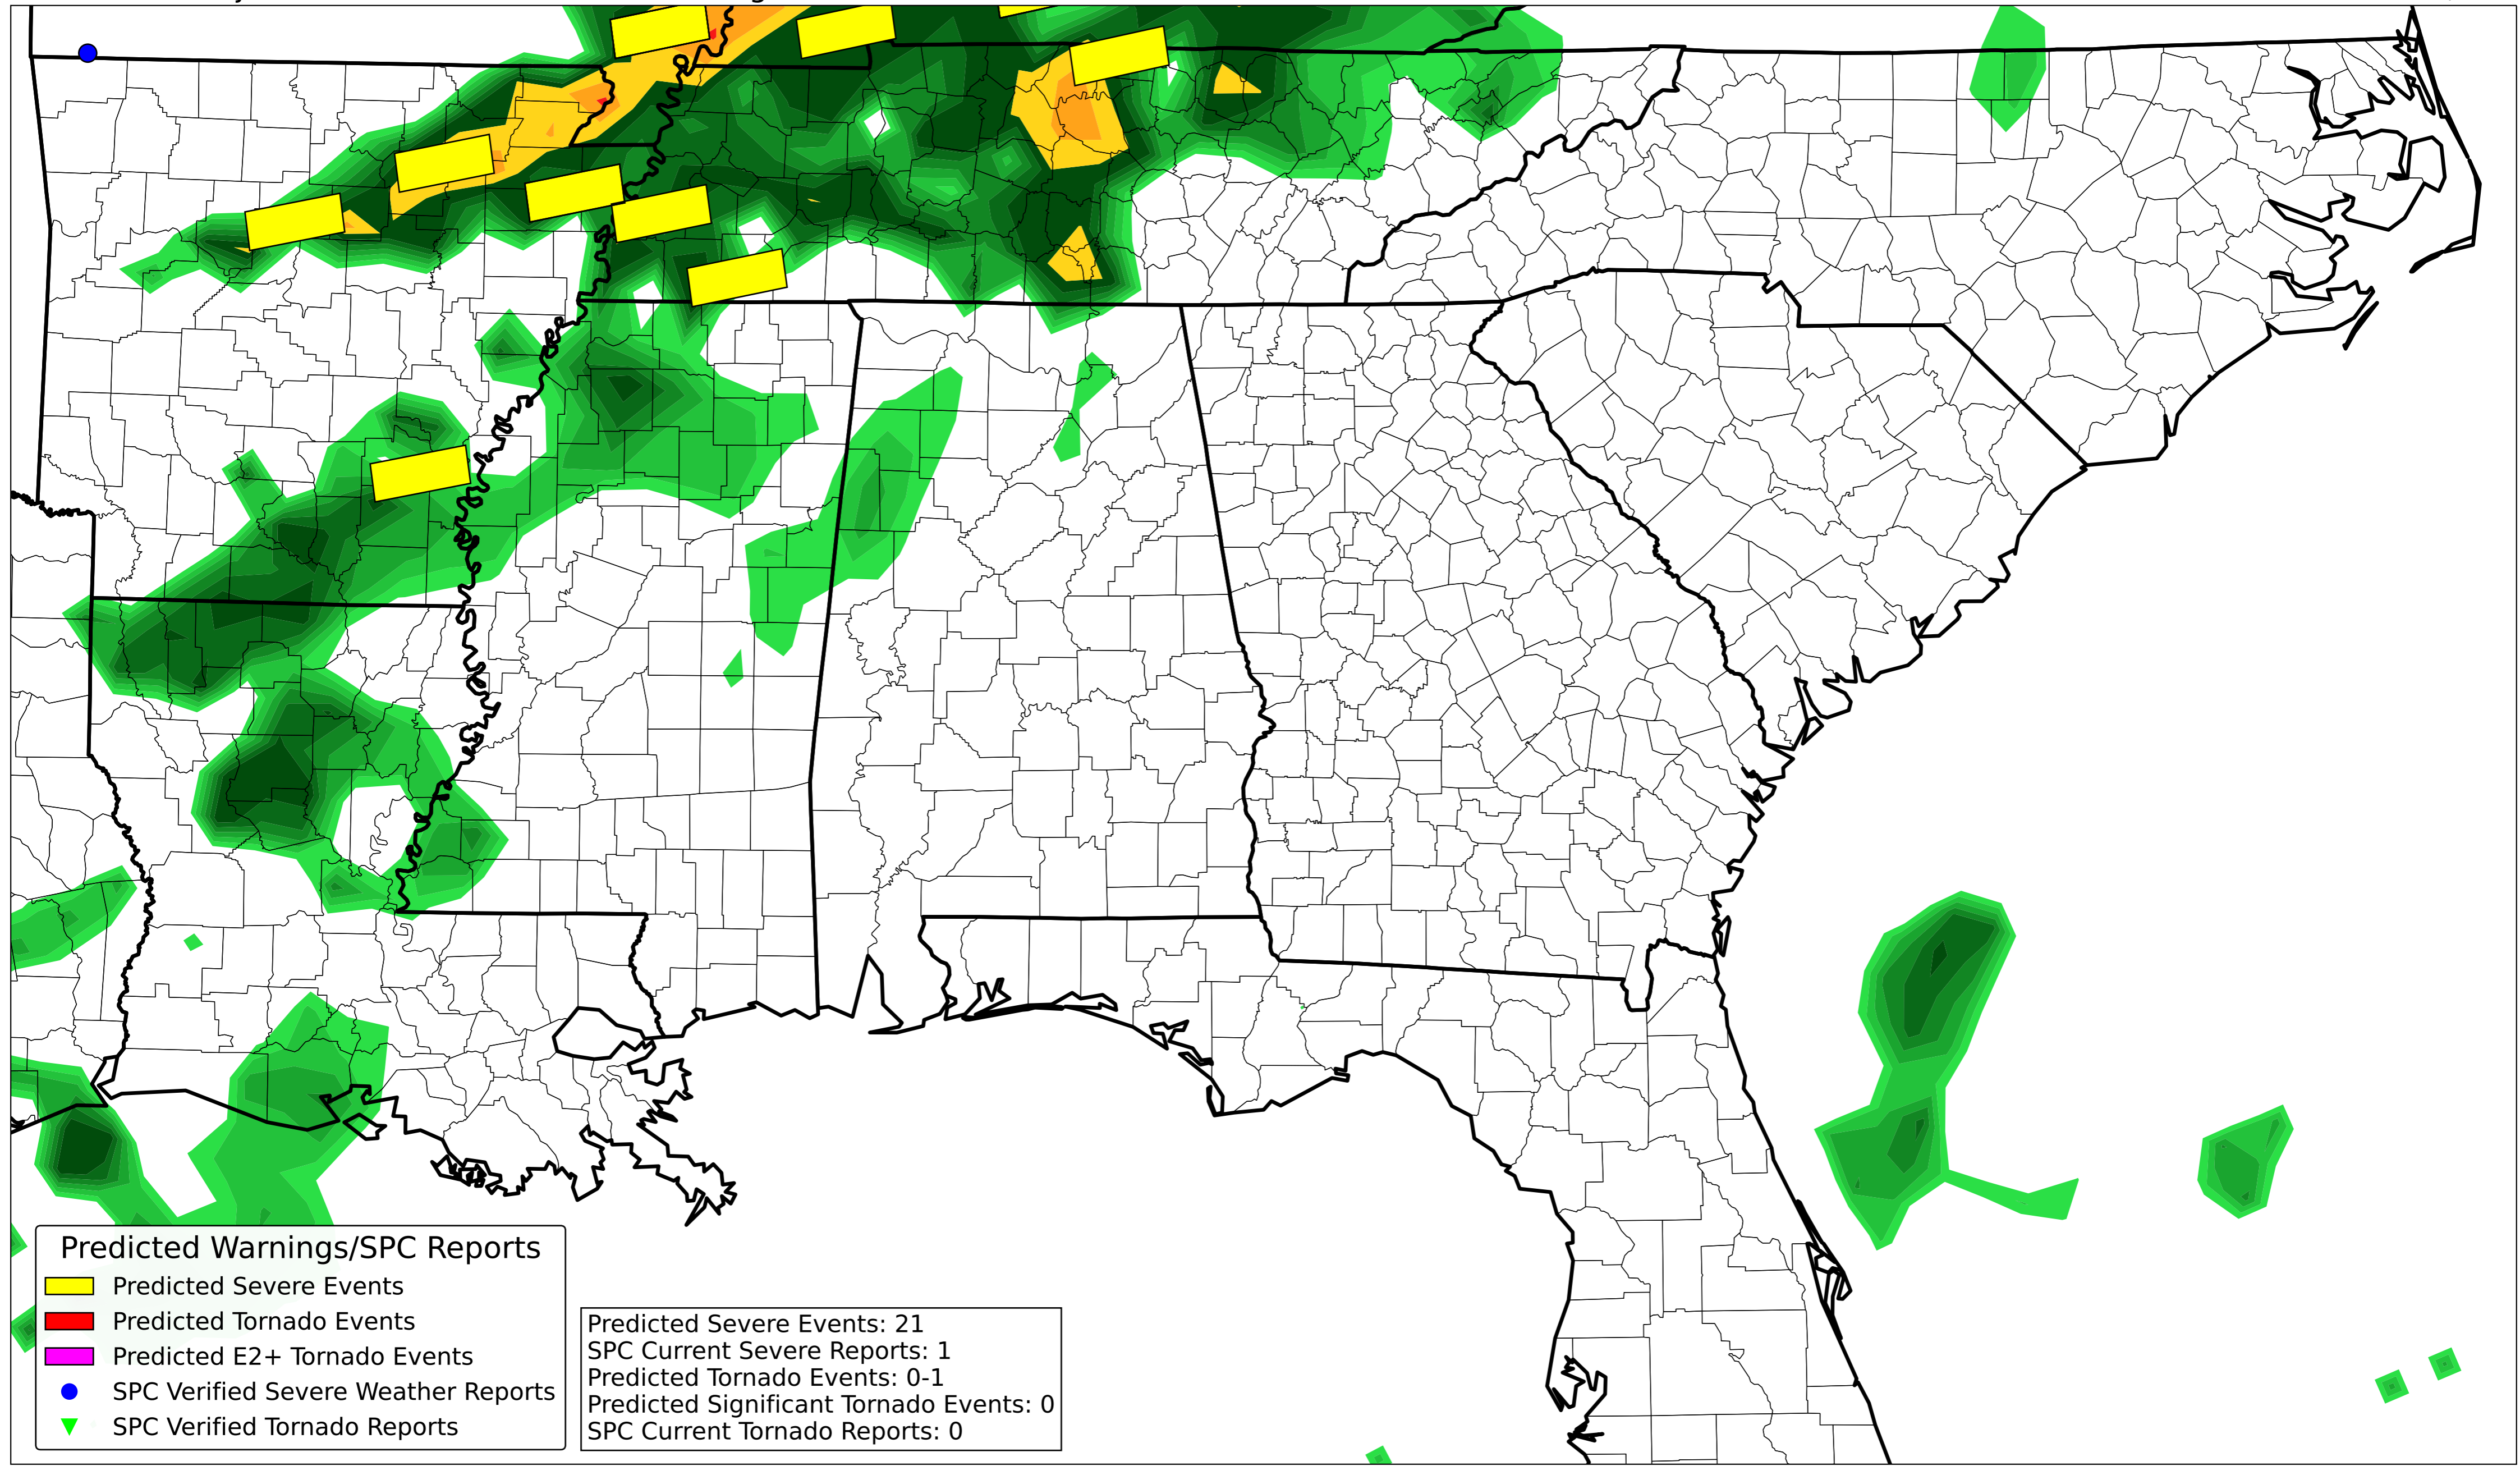 Predicted Warnings/SPC Reports
Predicted Severe Events
Predicted Tornado Events
Predicted E2+ Tornado Events
SPC Verified Severe Weather Reports
SPC Verified Tornado Reports
Predicted Severe Events: 21
SPC Current Severe Reports: 1
Predicted Tornado Events: 0-1
Predicted Significant Tornado Events: 0
SPC Current Tornado Reports: 0